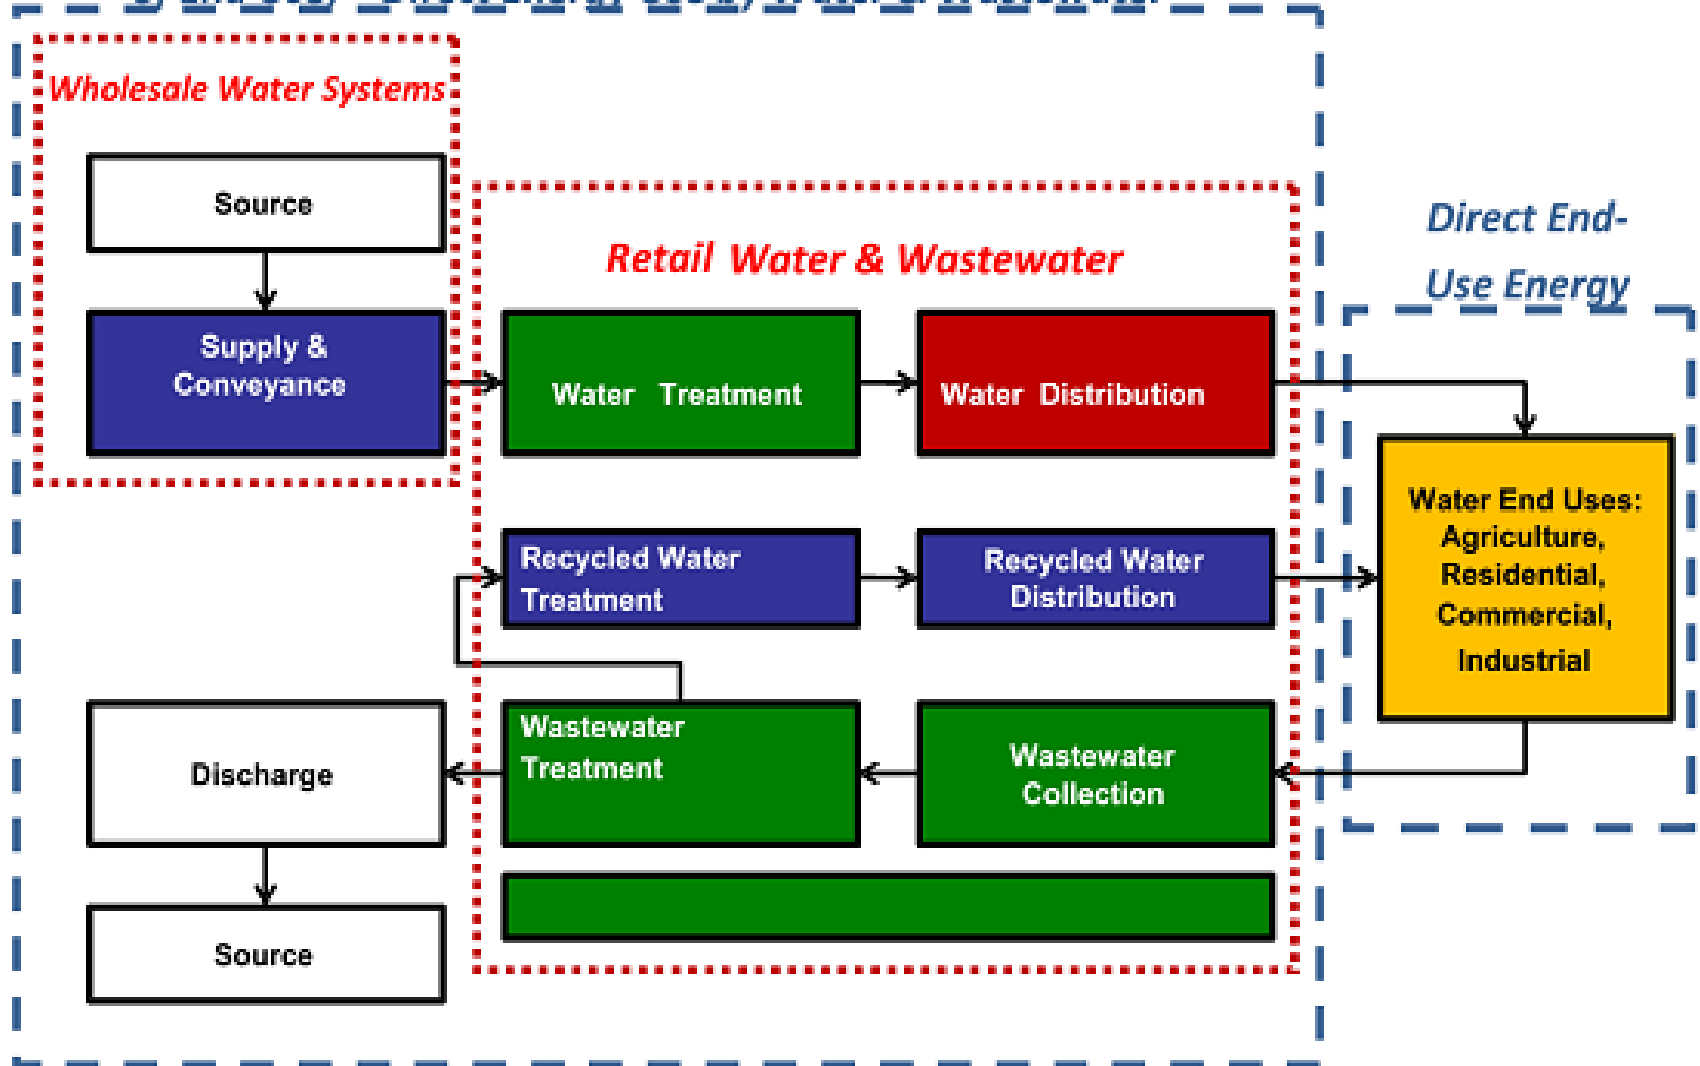 Wholesale Water Systems
Source
Supply &
Conveyance
Retail Water & Wastewater
Water Treatment
Water Distribution
Direct End-
Use Energy
Water End Uses:
Agriculture,
Residential,
Commercial,
Industrial
Recycled Water
Treatment
Recycled Water
Distribution
Wastewater
Treatment
Wastewater
Collection
Discharge
Source